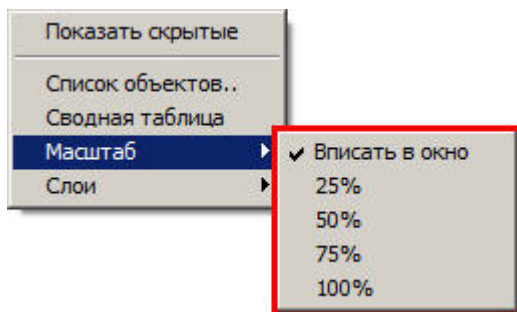 Показать скрытые
Список объектов..
Сводная таблица
Масштаб
Слои
Вписать в окно
25%
50%
75%
100%